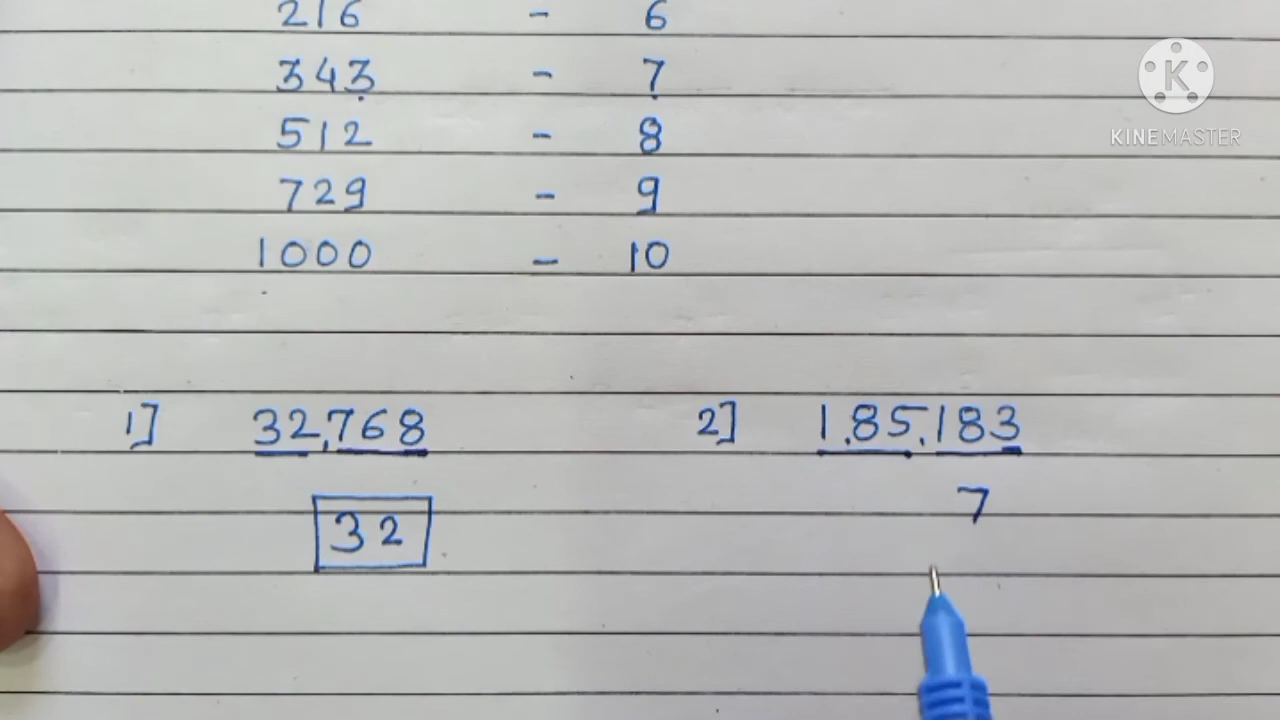 216 - 6
343 - 7
512 - 8
729 - 9
1000 - 10
KINEMASTER
1] 32,768 2] 1,85,183
32 7